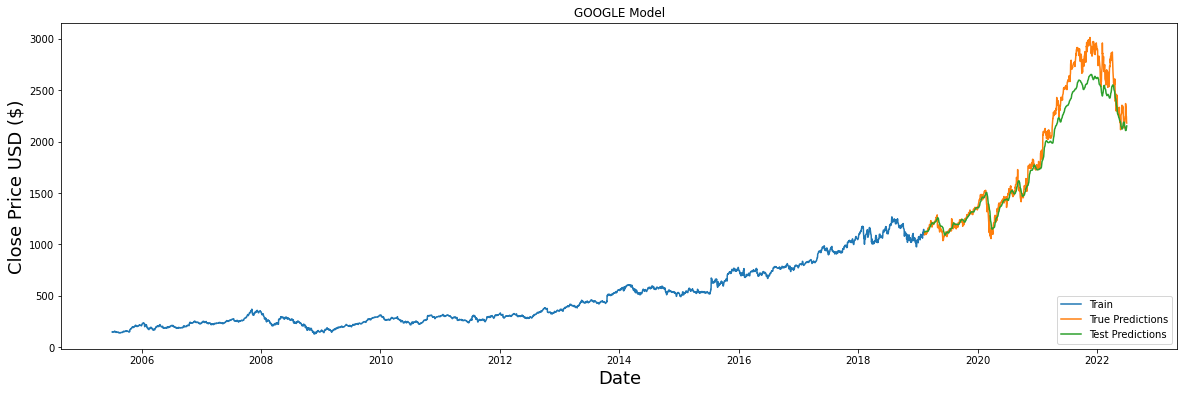 GOOGLE Model
Close Price USD ($)
3000
2500
2000
1500
1000
500
0
2006 2008 2010 2012 2014 2016 2018 2020 2022
Date
Train
True Predictions
Test Predictions